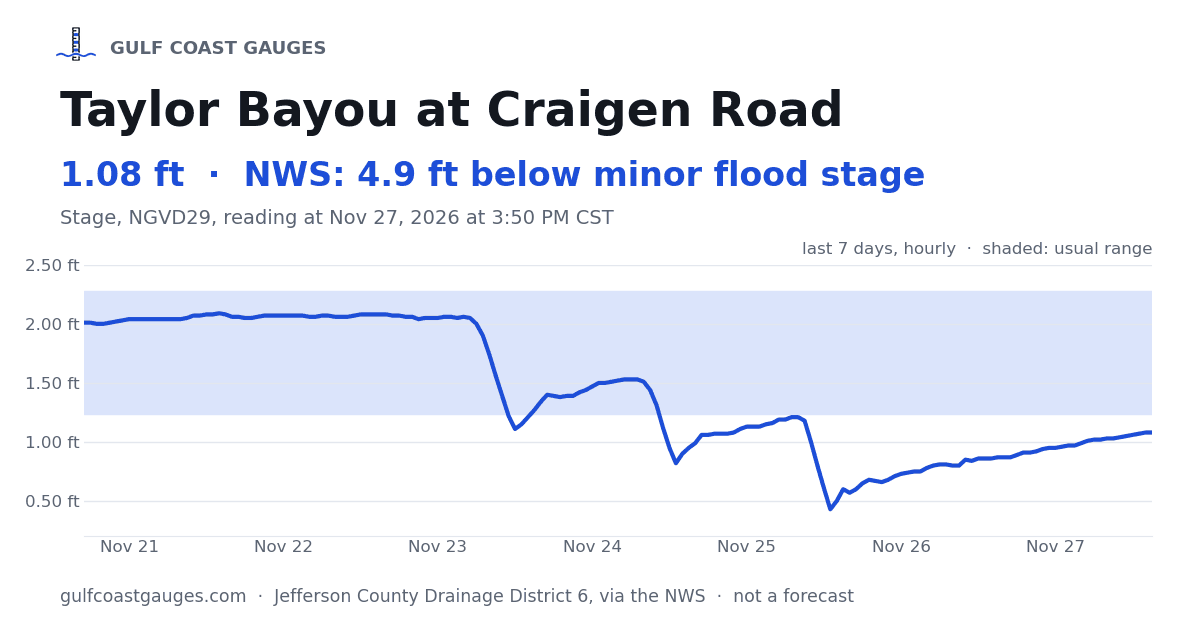 GULF COAST GAUGES
Taylor Bayou at Craigen Road
1.08 ft · NWS: 4.9 ft below minor flood stage
Stage, NGVD29, reading at Nov 27, 2026 at 3:50 PM CST
last 7 days, hourly · shaded: usual range
2.50 ft
2.00 ft
1.50 ft
1.00 ft
0.50 ft
Nov 21 Nov 22 Nov 23 Nov 24 Nov 25 Nov 26 Nov 27
gulfcoastgauges.com · Jefferson County Drainage District 6, via the NWS · not a forecast